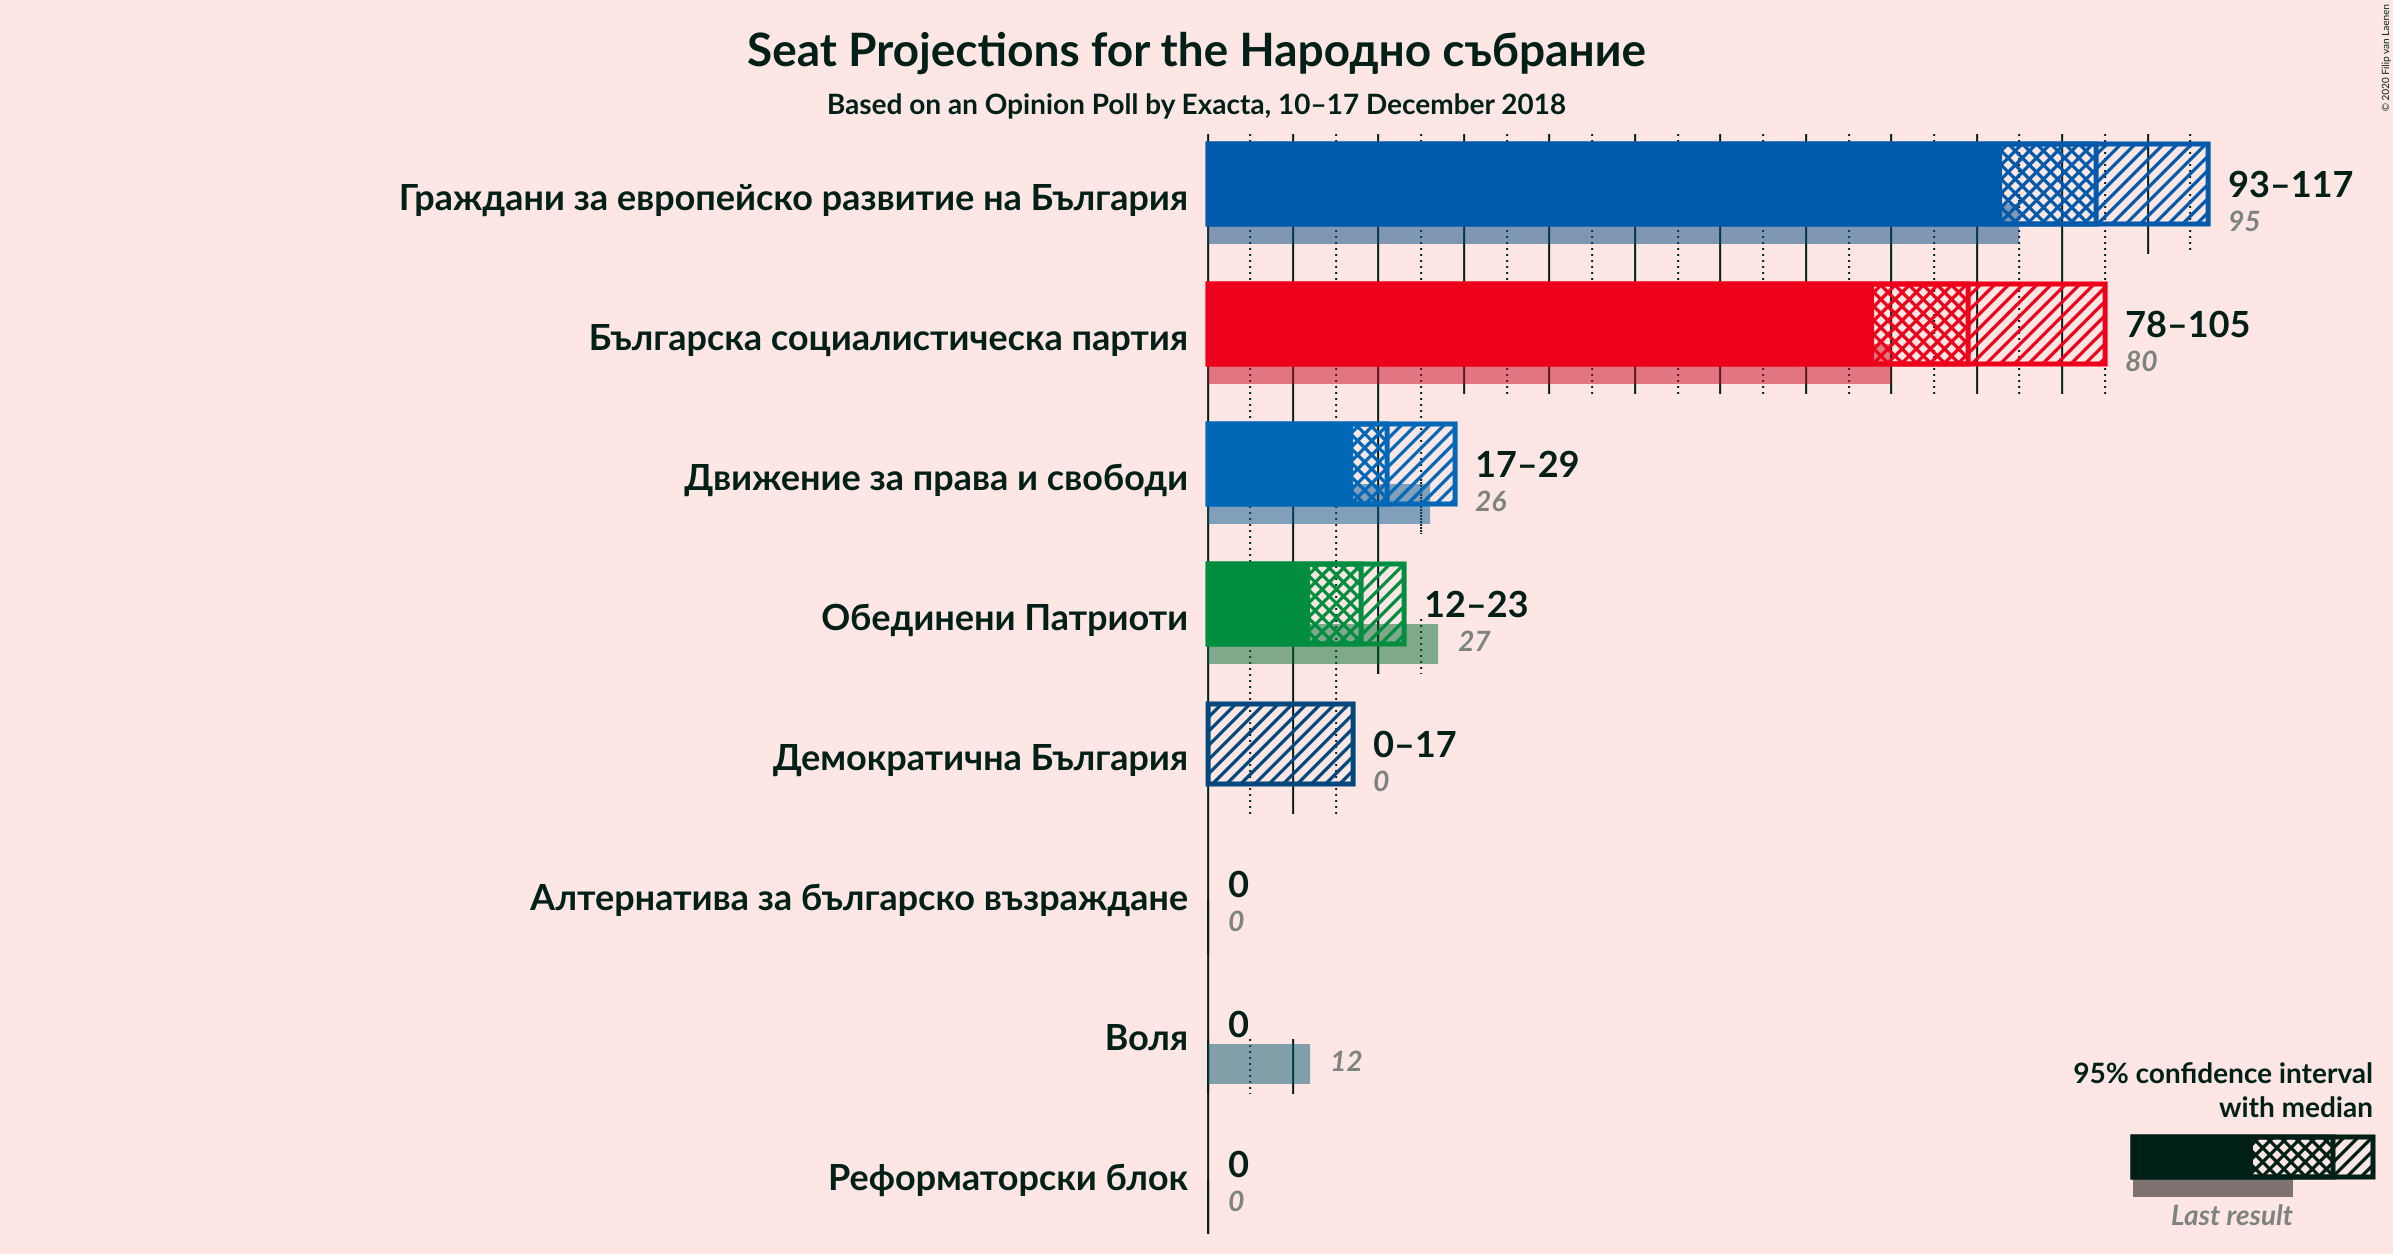 Seat Projections for the Народно събрание
Based on an Opinion Poll by Exacta, 10–17 December 2018
© 2020 Filip van Laenen
Граждани за европейско развитие на България
93–117
95
Българска социалистическа партия
78–105
80
Движение за права и свободи
17–29
26
Обединени Патриоти
12–23
27
Демократична България
0–17
0
Алтернатива за българско възраждане
0
0
Воля
0
12
Реформаторски блок
0
0
95% confidence interval
with median
Last result